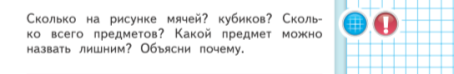 Сколько на рисунке мячей? кубиков? Сколь-
ко всего предметов? Какой предмет можно
назвать лишним? Объясни почему.